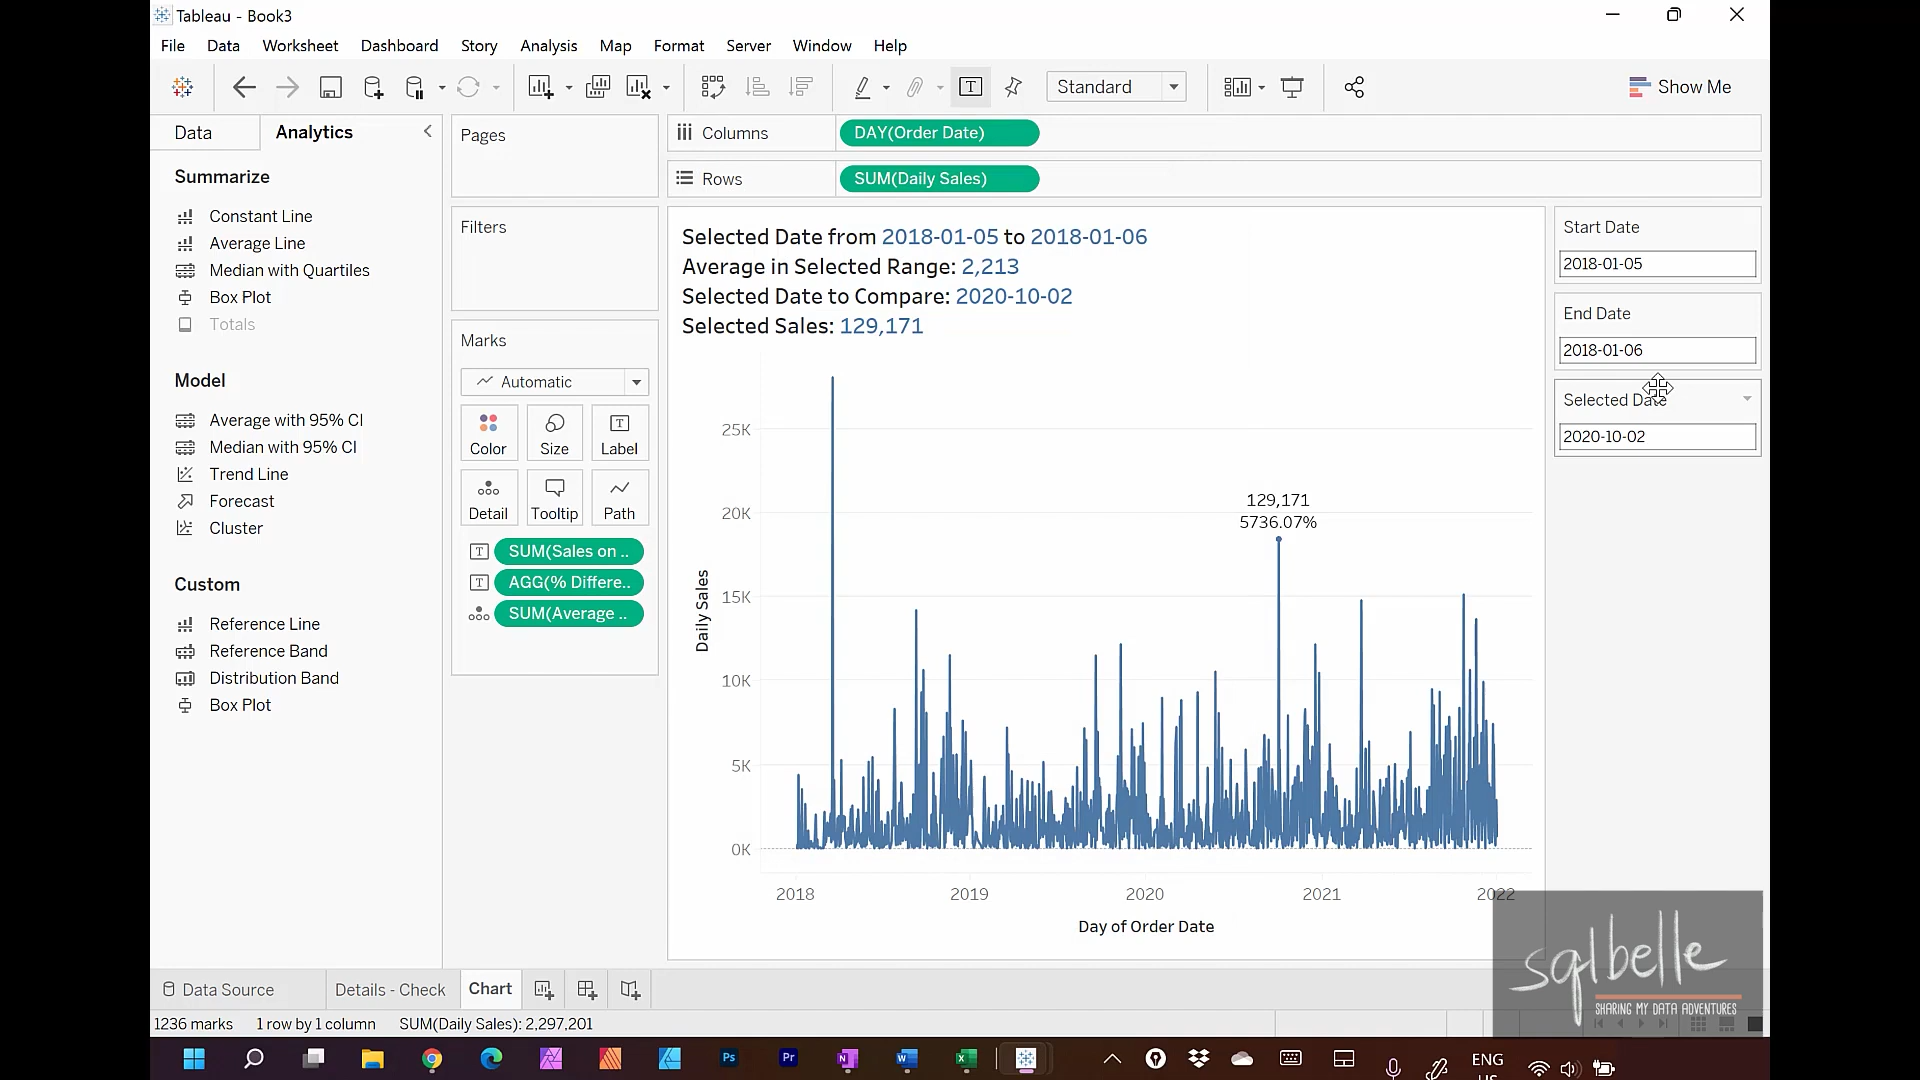 Tableau - Book3
File Data Worksheet Dashboard Story Analysis Map Format Server Window Help
Standard
Show Me
Data
Analytics
Summarize
Constant Line
Average Line
Median with Quartiles
Box Plot
Totals
Model
Average with 95% CI
Median with 95% CI
Trend Line
Forecast
Cluster
Custom
Reference Line
Reference Band
Distribution Band
Box Plot
Pages
Filters
Marks
Automatic
Color
Size
Label
Detail
Tooltip
Path
SUM(Sales on ..
AGG(% Differe..
SUM(Average ..
Columns
DAY(Order Date)
Rows
SUM(Daily Sales)
Selected Date from 2018-01-05 to 2018-01-06
Average in Selected Range: 2,213
Selected Date to Compare: 2020-10-02
Selected Sales: 129,171
129,171
5736.07%
Daily Sales
25K
20K
15K
10K
5K
0K
2018
2019
2020
2021
2022
Day of Order Date
Start Date
2018-01-05
End Date
2018-01-06
Selected Date
2020-10-02
sqlbelle
SHARING MY DATA ADVENTURES
Data Source
Details - Check
Chart
1236 marks
1 row by 1 column
SUM(Daily Sales): 2,297,201
Ps
Pr
N
W
X
ENG
US